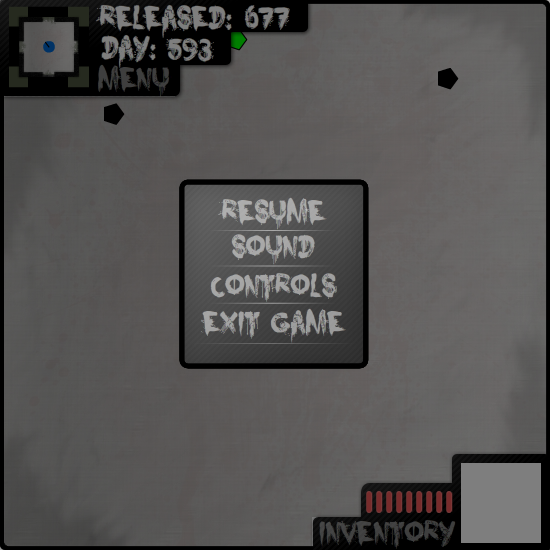 RELEASED: 677
DAY: 593
MENU
RESUME
SOUND
CONTROLS
EXIT GAME
INVENTORY